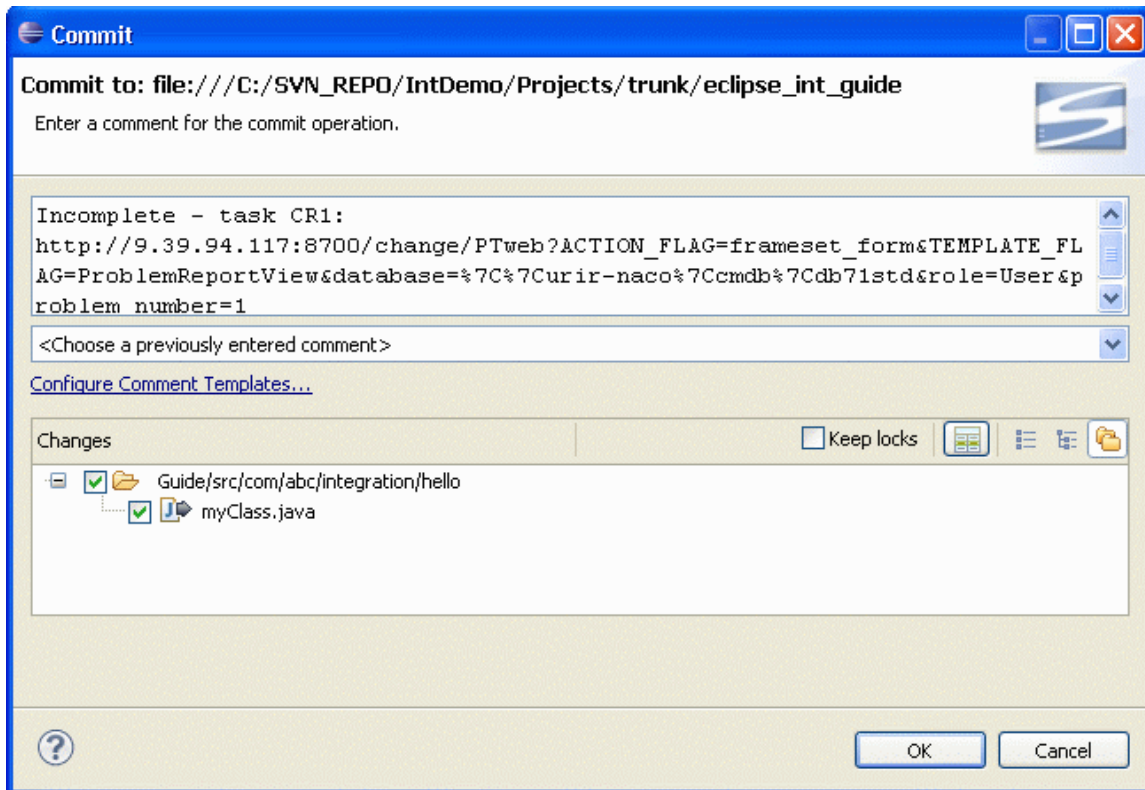 Commit
Commit to: file:///C:/SVN_REPO/IntDemo/Projects/trunk/eclipse_int_guide
Enter a comment for the commit operation.
Incomplete - task CR1:
http://9.39.94.117:8700/change/PTweb?ACTION_FLAG=frameset_form&TEMPLATE_FL
AG=ProblemReportView&database=%7C%7Curir-naco%7Ccmdb%7Cdb71std&role=User&p
roblem_number=1
<Choose a previously entered comment>
Configure Comment Templates...
Changes Keep locks
Guide/src/com/abc/integration/hello
myClass.java
OK Cancel